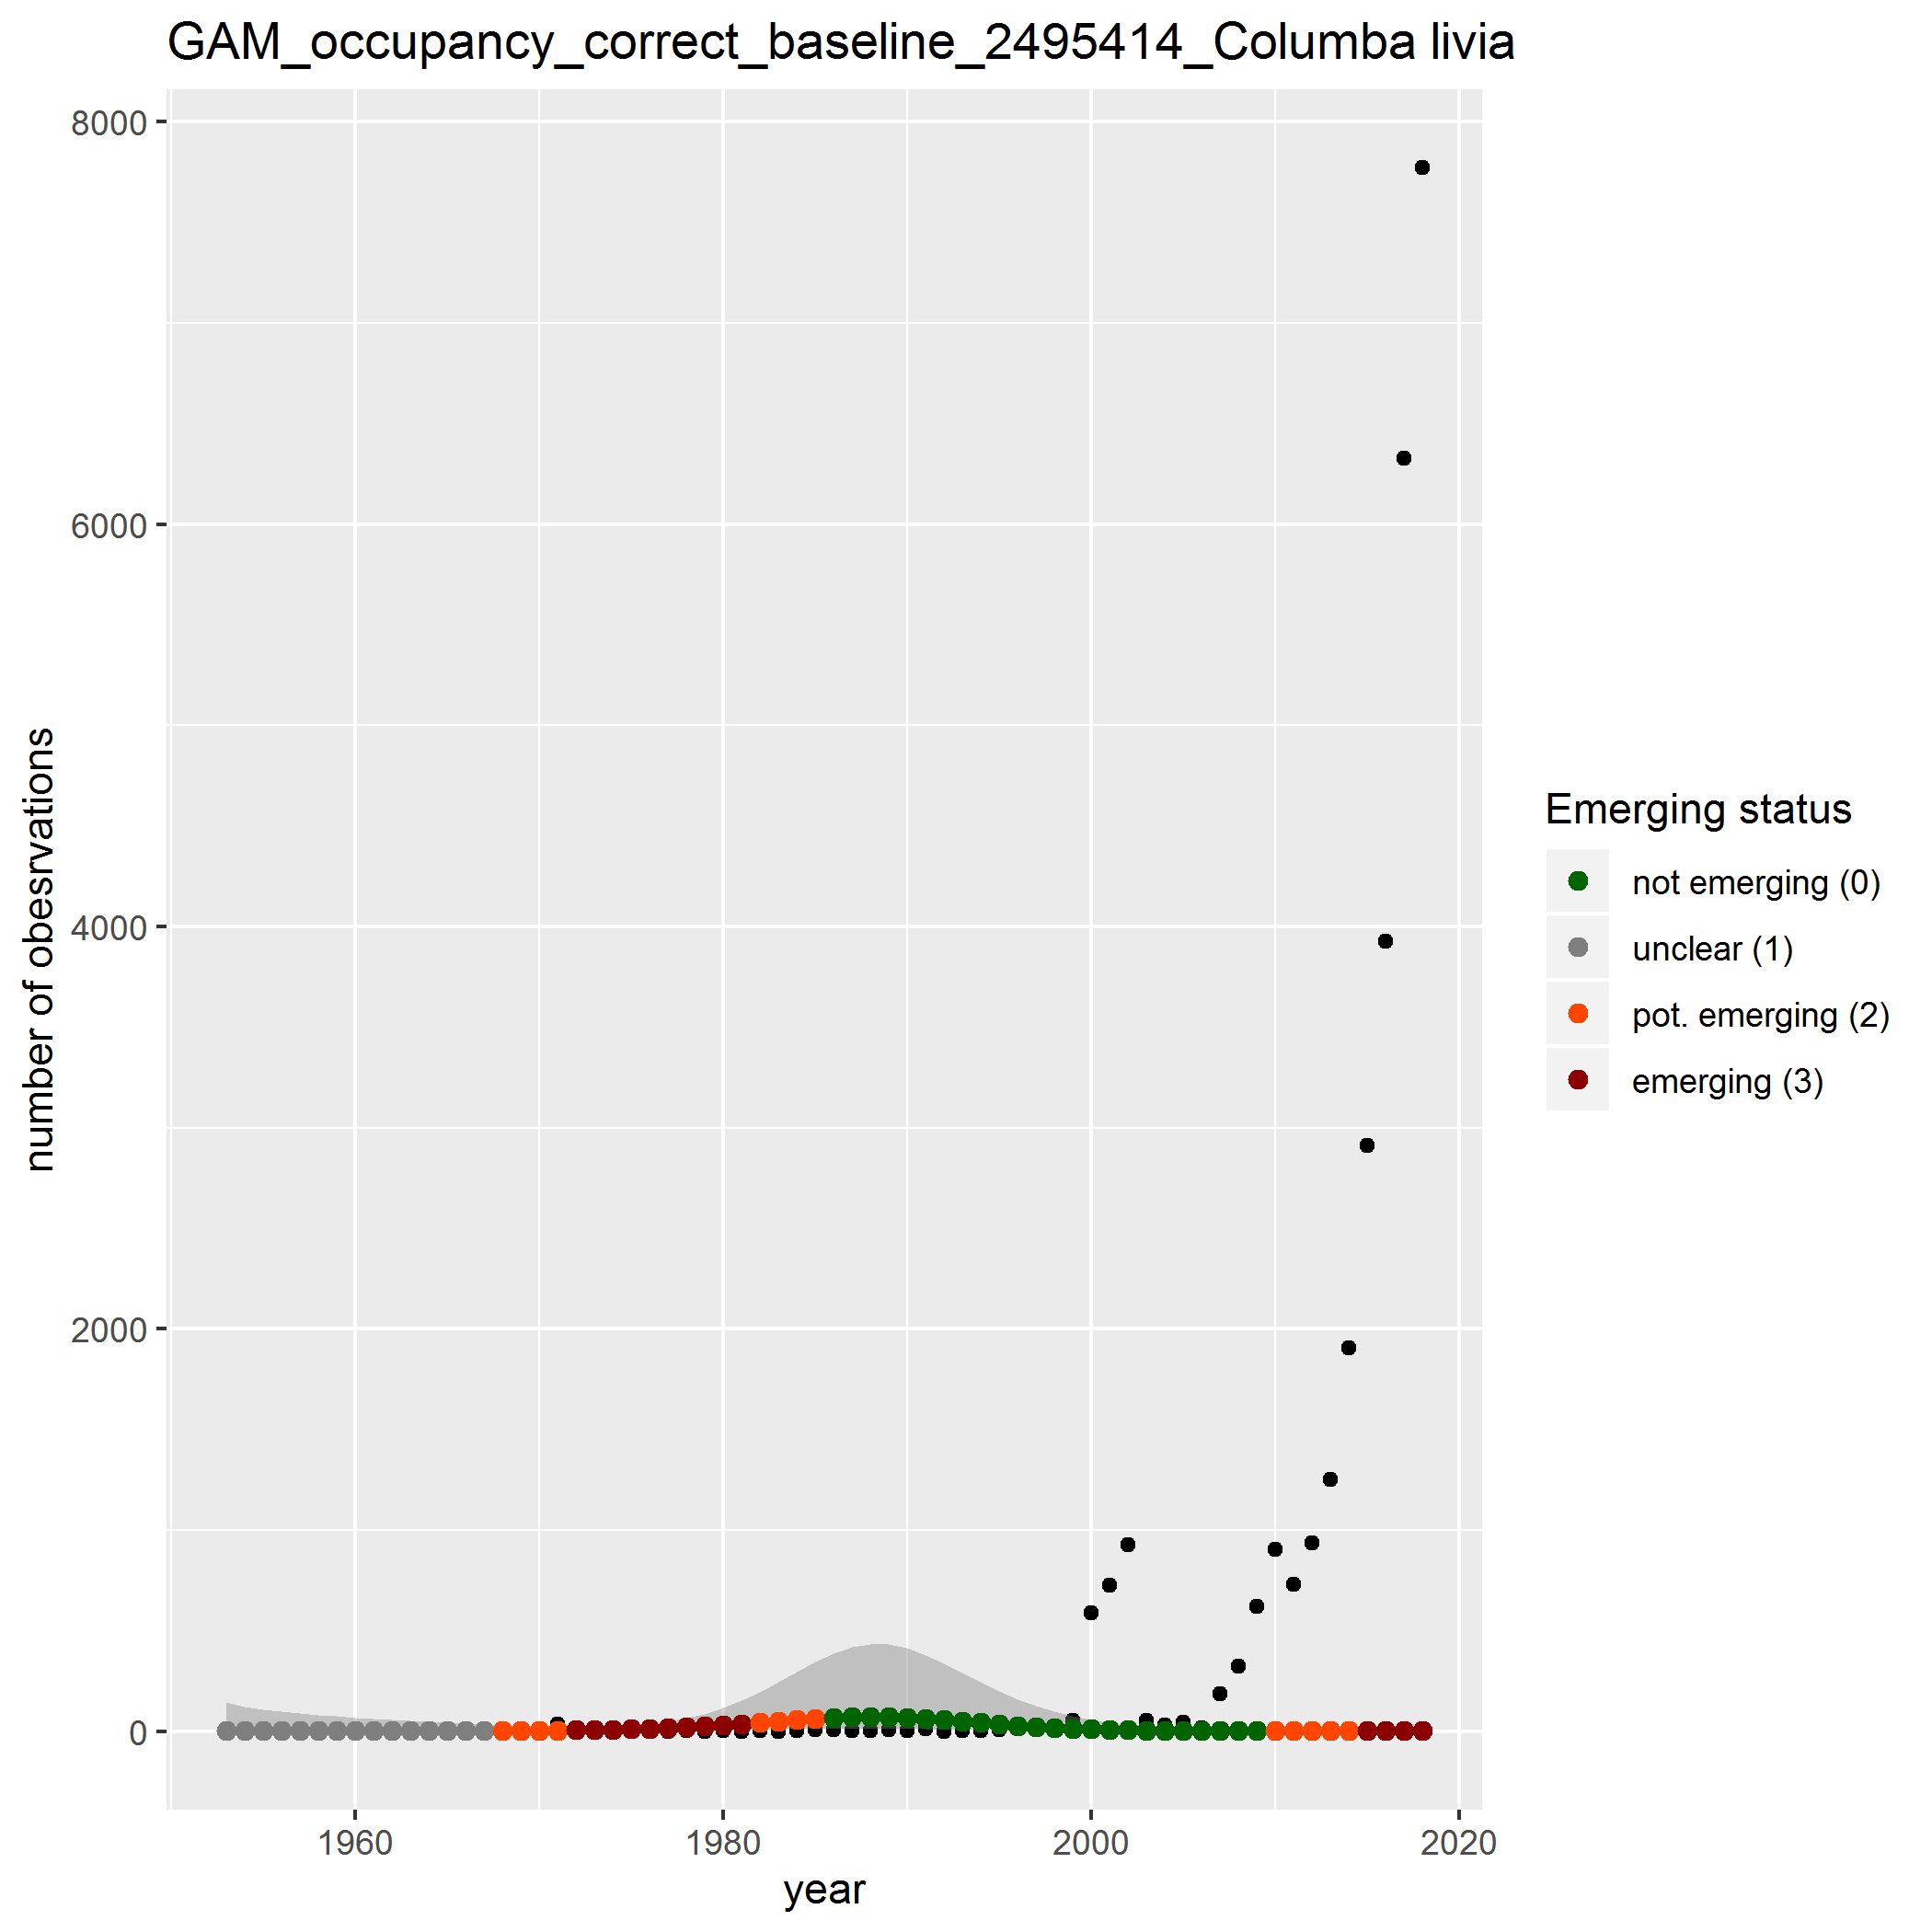 GAM_occupancy_correct_baseline_2495414_Columba livia
8000
6000
4000
2000
0
number of obesrvations
1960
1980
2000
2020
year
Emerging status
not emerging (0)
unclear (1)
pot. emerging (2)
emerging (3)